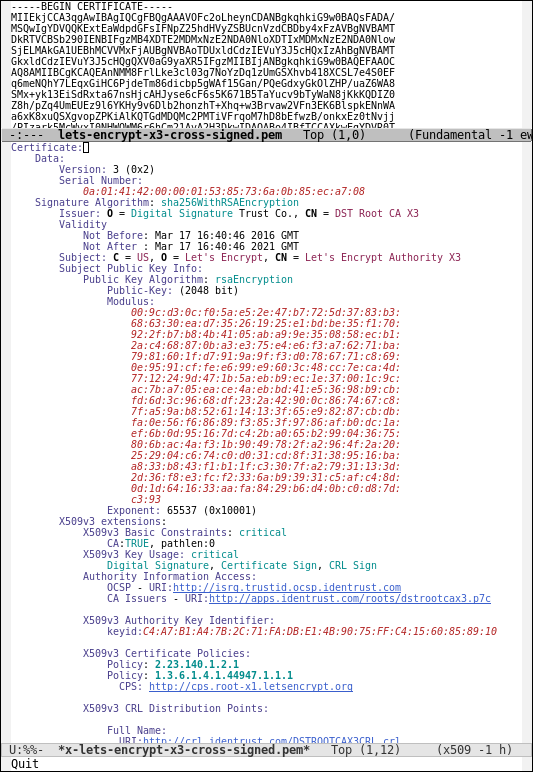 -----BEGIN CERTIFICATE-----
MIIEkjCCA3qgAwIBAgIQCgFBQgAAAVOFc2oLheynCDANBgkqhkiG9w0BAQsFADA/
MSQwIgYDVQQKExtEaWdpdGFsIFNpZ25hdHVyZSBUcnVzdCBDby4xFzAVBgNVBAMT
DkRTVCBSb290IENBIFgzMB4XDTE2MDMxNzE2NDA0NloXDTIxMDMxNzE2NDA0Nlow
SjELMAkGA1UEBhMCVVMxFjAUBgNVBAoTDUxldCdzIEVuY3J5cHQxIzAhBgNVBAMT
GkxldCdzIEVuY3J5cHQgQXV0aG9yaXR5IFgzMIIBIjANBgkqhkiG9w0BAQEFAAOC
AQ8AMIIBCgKCAQEAnNMM8FrlLke3cl03g7NoYzDq1zUmGSXhvb418XCSL7e4S0EF
q6meNQhY7LEqxGiHC6PjdeTm86dicbp5gWAf15Gan/PQeGdxyGkOlZHP/uaZ6WA8
SMx+yk13EiSdRxta67nsHjcAHJyse6cF6s5K671B5TaYucv9bTyWaN8jKkKQDIZ0
Z8h/pZq4UmEUEz9l6YKHy9v6Dlb2honzhT+Xhq+w3Brvaw2VFn3EK6BlspkENnWA
a6xK8xuQSXgvopZPKiAlKQTGdMDQMc2PMTiVFrqoM7hD8bEfwzB/onkxEz0tNvjj
-:--- lets-encrypt-x3-cross-signed.pem Top (1,0) (Fundamental -1 ew
Certificate:
Data:
Version: 3 (0x2)
Serial Number:
0a:01:41:42:00:00:01:53:85:73:6a:0b:85:ec:a7:08
Signature Algorithm: sha256WithRSAEncryption
Issuer: O = Digital Signature Trust Co., CN = DST Root CA X3
Validity
Not Before: Mar 17 16:40:46 2016 GMT
Not After : Mar 17 16:40:46 2021 GMT
Subject: C = US, O = Let's Encrypt, CN = Let's Encrypt Authority X3
Subject Public Key Info:
Public Key Algorithm: rsaEncryption
Public-Key: (2048 bit)
Modulus:
00:9c:d3:0c:f0:5a:e5:2e:47:b7:72:5d:37:83:b3:
68:63:30:ea:d7:35:26:19:25:e1:bd:be:35:f1:70:
92:2f:b7:b8:4b:41:05:ab:a9:9e:35:08:58:ec:b1:
2a:c4:68:87:0b:a3:e3:75:e4:e6:f3:a7:62:71:ba:
79:81:60:1f:d7:91:9a:9f:f3:d0:78:67:71:c8:69:
0e:95:91:cf:fe:e6:99:e9:60:3c:48:cc:7e:ca:4d:
77:12:24:9d:47:1b:5a:eb:b9:ec:1e:37:00:1c:9c:
ac:7b:a7:05:ea:ce:4a:eb:bd:41:e5:36:98:b9:cb:
fd:6d:3c:96:68:df:23:2a:42:90:0c:86:74:67:c8:
7f:a5:9a:b8:52:61:14:13:3f:65:e9:82:87:cb:db:
fa:0e:56:f6:86:89:f3:85:3f:97:86:af:b0:dc:1a:
ef:6b:0d:95:16:7d:c4:2b:a0:65:b2:99:04:36:75:
80:6b:ac:4a:f3:1b:90:49:78:2f:a2:96:4f:2a:20:
25:29:04:c6:74:c0:d0:31:cd:8f:31:38:95:16:ba:
a8:33:b8:43:f1:b1:1f:c3:30:7f:a2:79:31:13:3d:
2d:36:f8:e3:fc:f2:33:6a:b9:39:31:c5:af:c4:8d:
0d:1d:64:16:33:aa:fa:84:29:b6:d4:0b:c0:d8:7d:
c3:93
Exponent: 65537 (0x10001)
X509v3 extensions:
X509v3 Basic Constraints: critical
CA:TRUE, pathlen:0
X509v3 Key Usage: critical
Digital Signature, Certificate Sign, CRL Sign
Authority Information Access:
OCSP - URI:http://isrg.trustid.ocsp.identrust.com
CA Issuers - URI:http://apps.identrust.com/roots/dstrootcax3.p7c
X509v3 Authority Key Identifier:
keyid:C4:A7:B1:A4:7B:2C:71:FA:DB:E1:4B:90:75:FF:C4:15:60:85:89:10
X509v3 Certificate Policies:
Policy: 2.23.140.1.2.1
Policy: 1.3.6.1.4.1.44947.1.1.1
CPS: http://cps.root-x1.letsencrypt.org
X509v3 CRL Distribution Points:
Full Name:
URI:http://crl.identrust.com/DSTROOTCAX3CRL.crl
U:%%- *x-lets-encrypt-x3-cross-signed.pem* Top (1,12) (x509 -1 h)
Quit